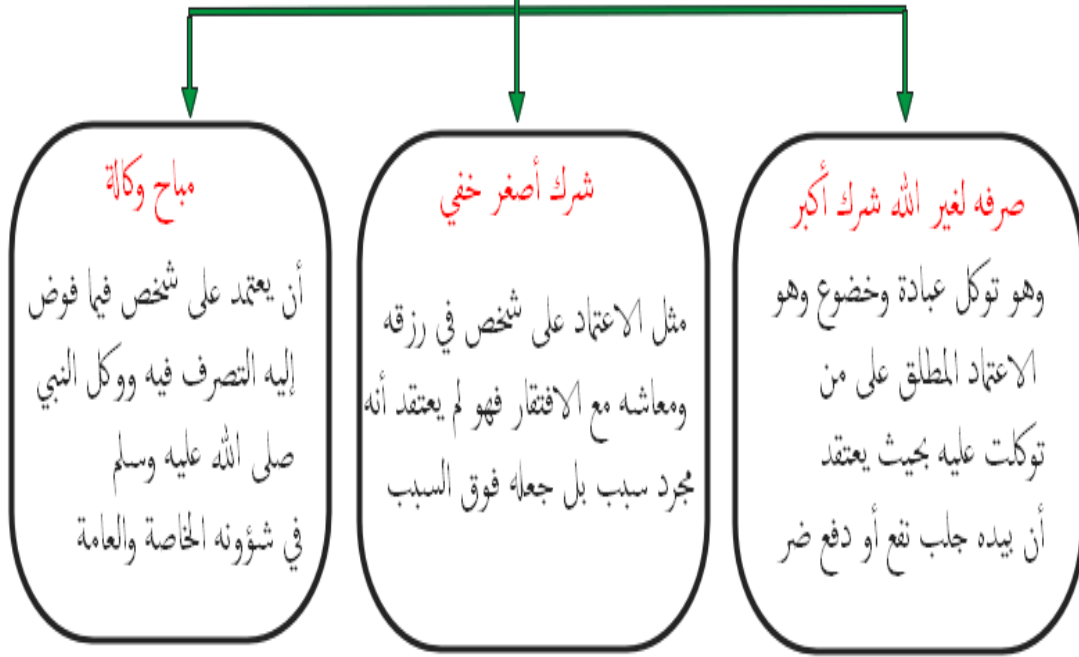 صرفه لغير الله شرك أكبر
وهو توكل عبادة وخضوع وهو
الاعتماد المطلق على من
توكلت عليه بحيث يعتقد
أن بيده جلب نفع أو دفع ضر
شرك أصغر خفي
مثل الاعتماد على شخص في رزقه
ومعاشه مع الافتقار فهو لم يعتقد أنه
مجرد سبب بل جعله فوق السبب
مباح وكالة
أن يعتمد على شخص فيما فوض
إليه التصرف فيه ووكل النبي
صلى الله عليه وسلم
في شؤونه الخاصة والعامة